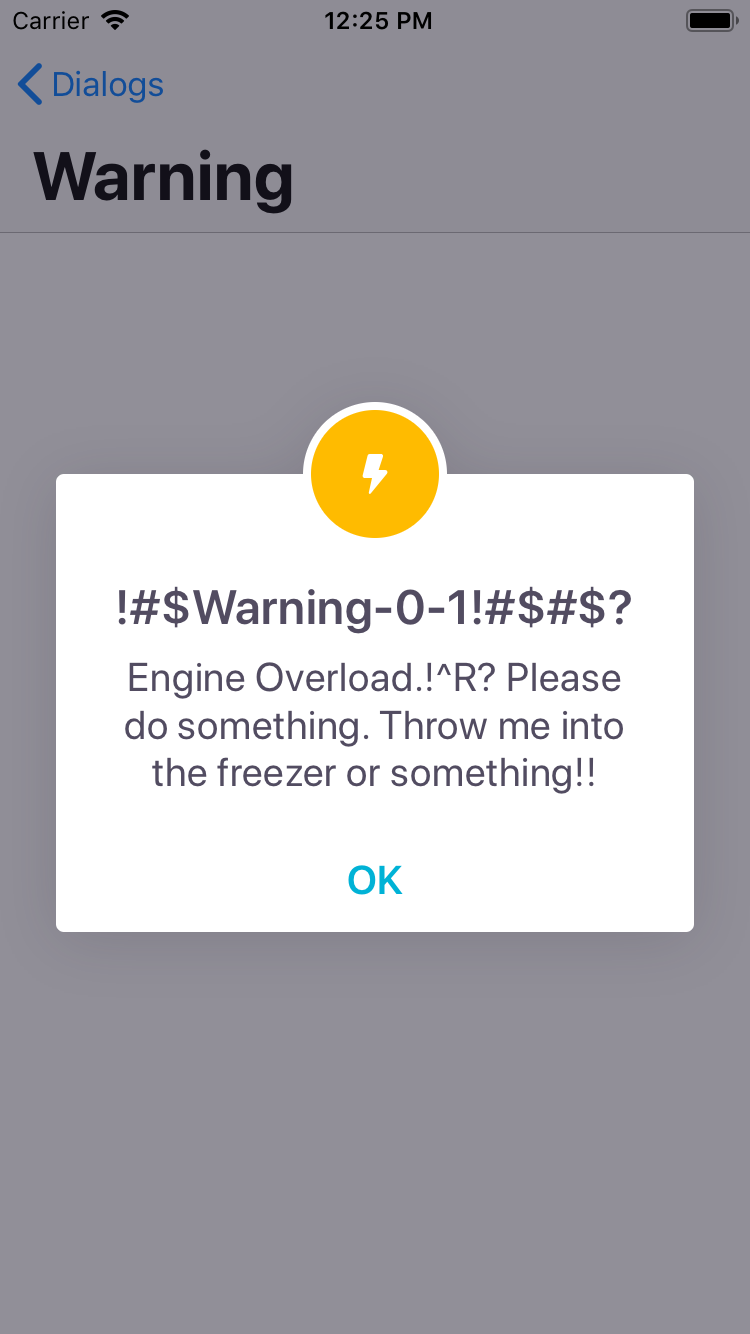 Carrier 12:25 PM
Dialogs
Warning
!#$Warning-0-1!#$#$?
Engine Overload.!^R? Please
do something. Throw me into
the freezer or something!!
OK